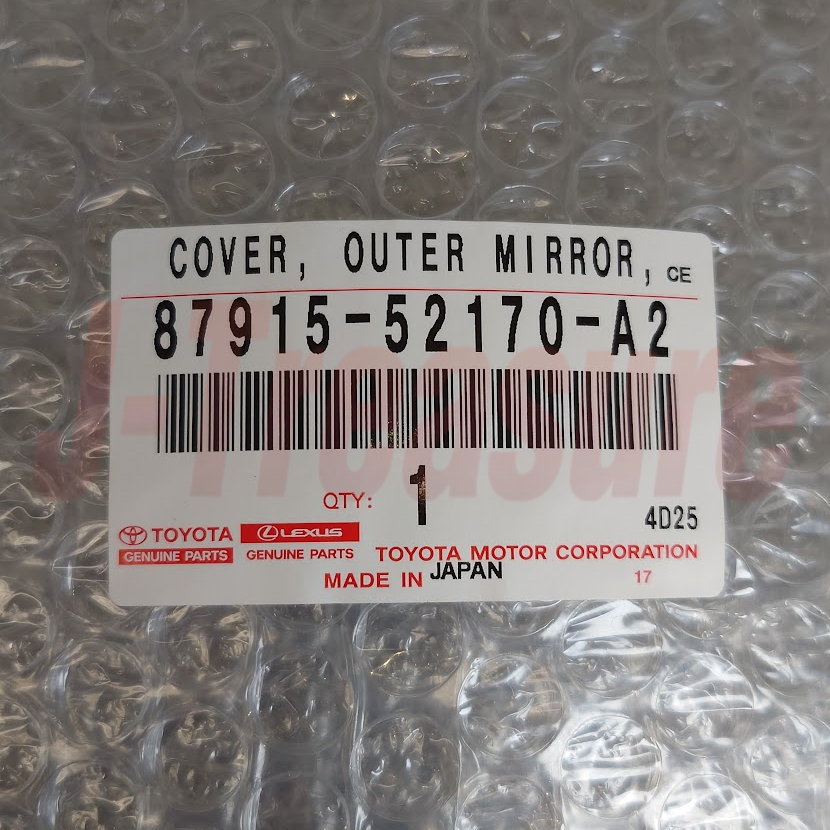 COVER, OUTER MIRROR, CE
87915-52170-A2
J-Treasure
QTY: 1
4D25
TOYOTA LEXUS
GENUINE PARTS GENUINE PARTS TOYOTA MOTOR CORPORATION
MADE IN JAPAN 17